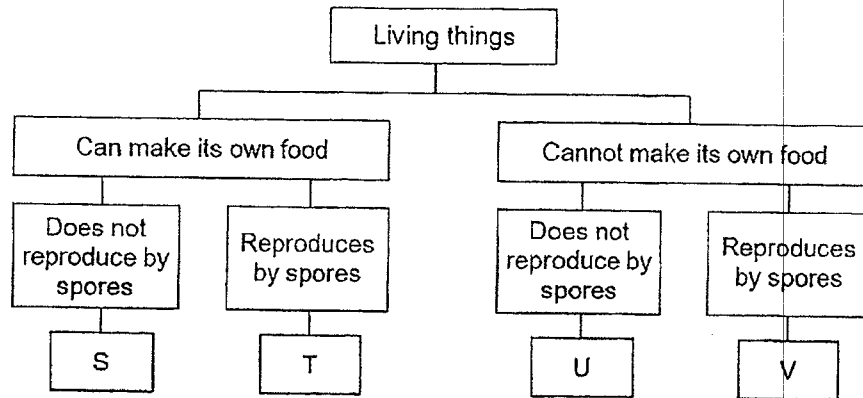 Living things
Can make its own food
Cannot make its own food
Does not
reproduce by
spores
Reproduces
by spores
Does not
reproduce by
spores
Reproduces
by spores
S
T
U
V